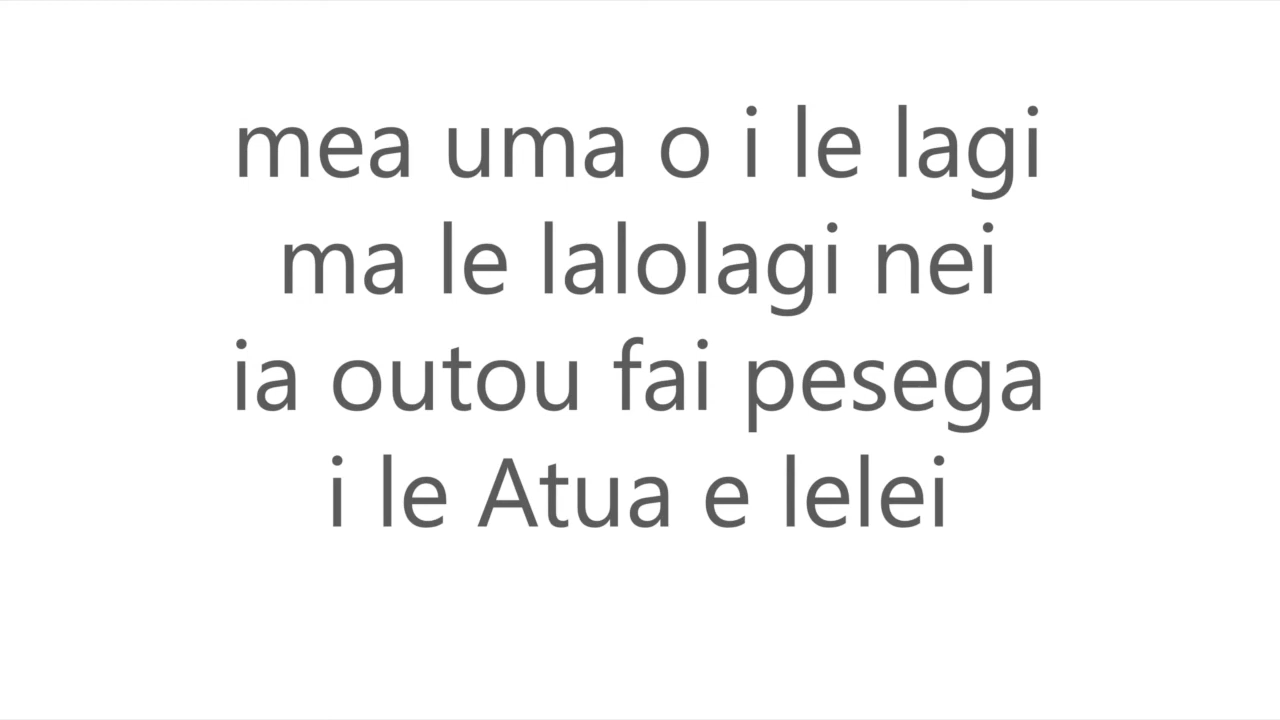 mea uma o i le lagi
ma le lalolagi nei
ia outou fai pesega
i le Atua e lelei